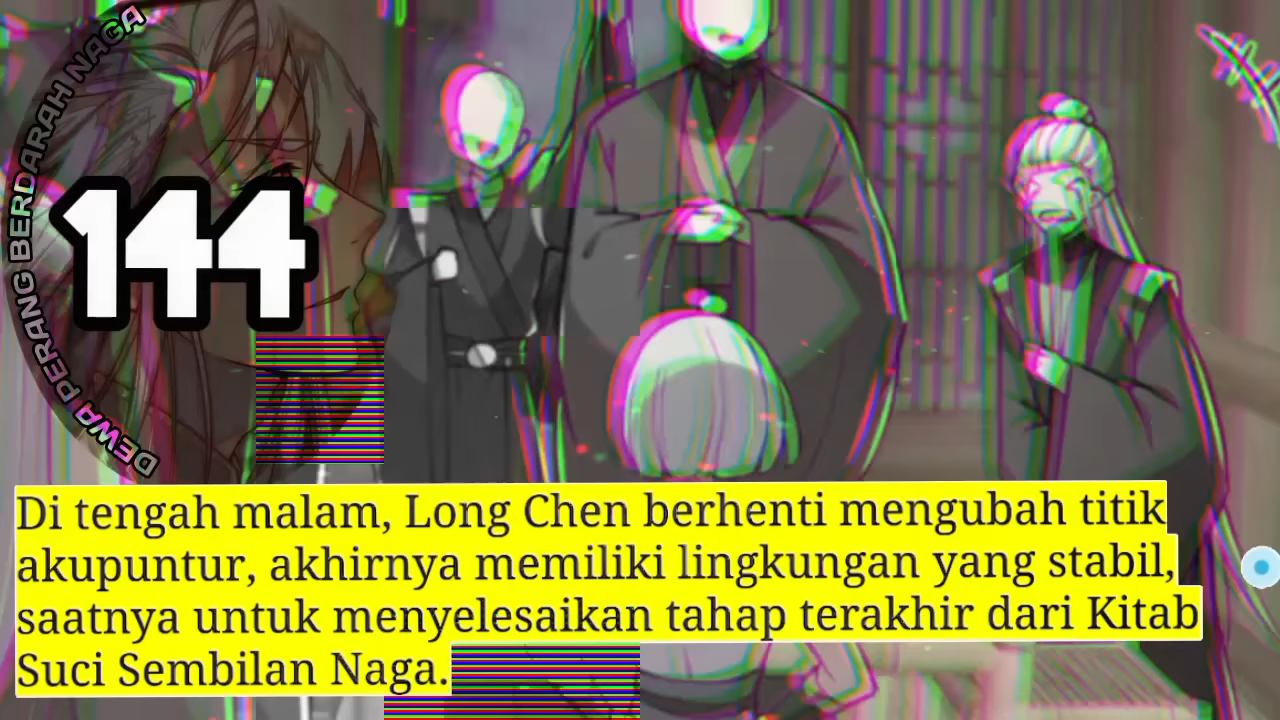 DEWA PERANG BERDARAH NAGA
144
Di tengah malam, Long Chen berhenti mengubah titik
akupuntur, akhirnya memiliki lingkungan yang stabil,
saatnya untuk menyelesaikan tahap terakhir dari Kitab
Suci Sembilan Naga.